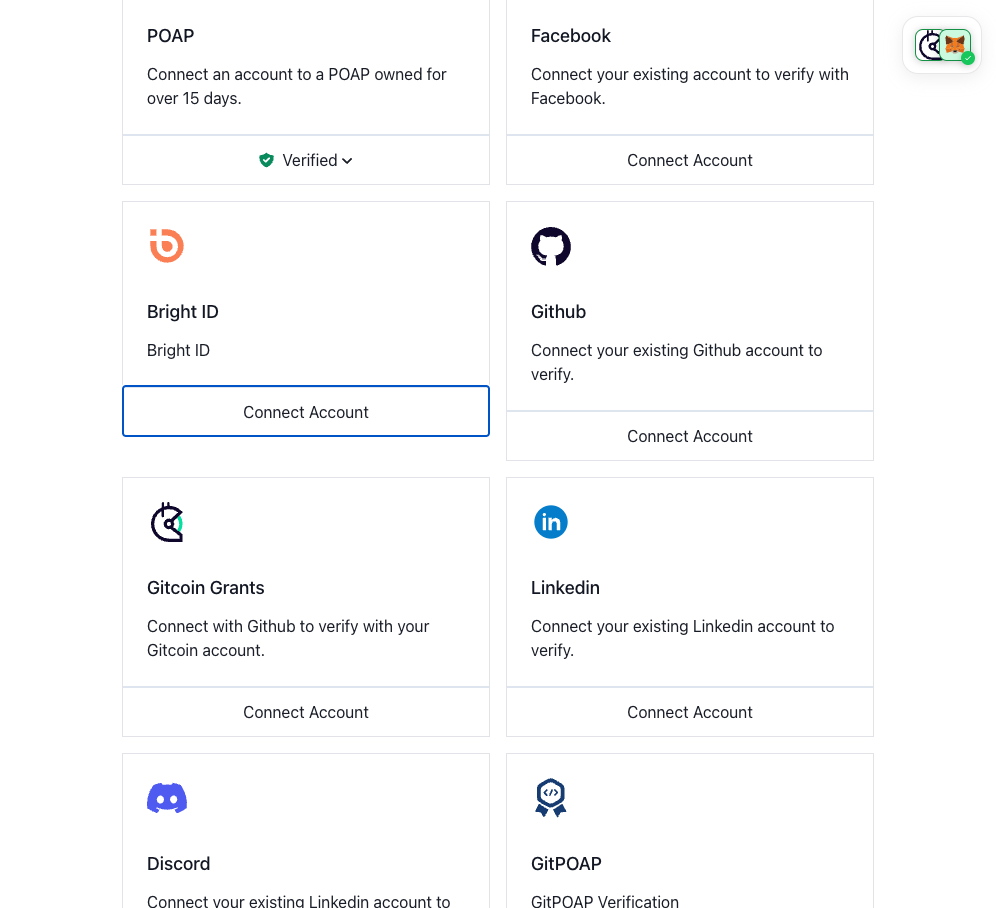 POAP
Connect an account to a POAP owned for
over 15 days.
Verified
Facebook
Connect your existing account to verify with
Facebook.
Connect Account
Bright ID
Bright ID
Connect Account
Github
Connect your existing Github account to
verify.
Connect Account
Gitcoin Grants
Connect with Github to verify with your
Gitcoin account.
Connect Account
in
Linkedin
Connect your existing Linkedin account to
verify.
Connect Account
Discord
Connect your existing Linkedin account to
GitPOAP
GitPOAP Verification